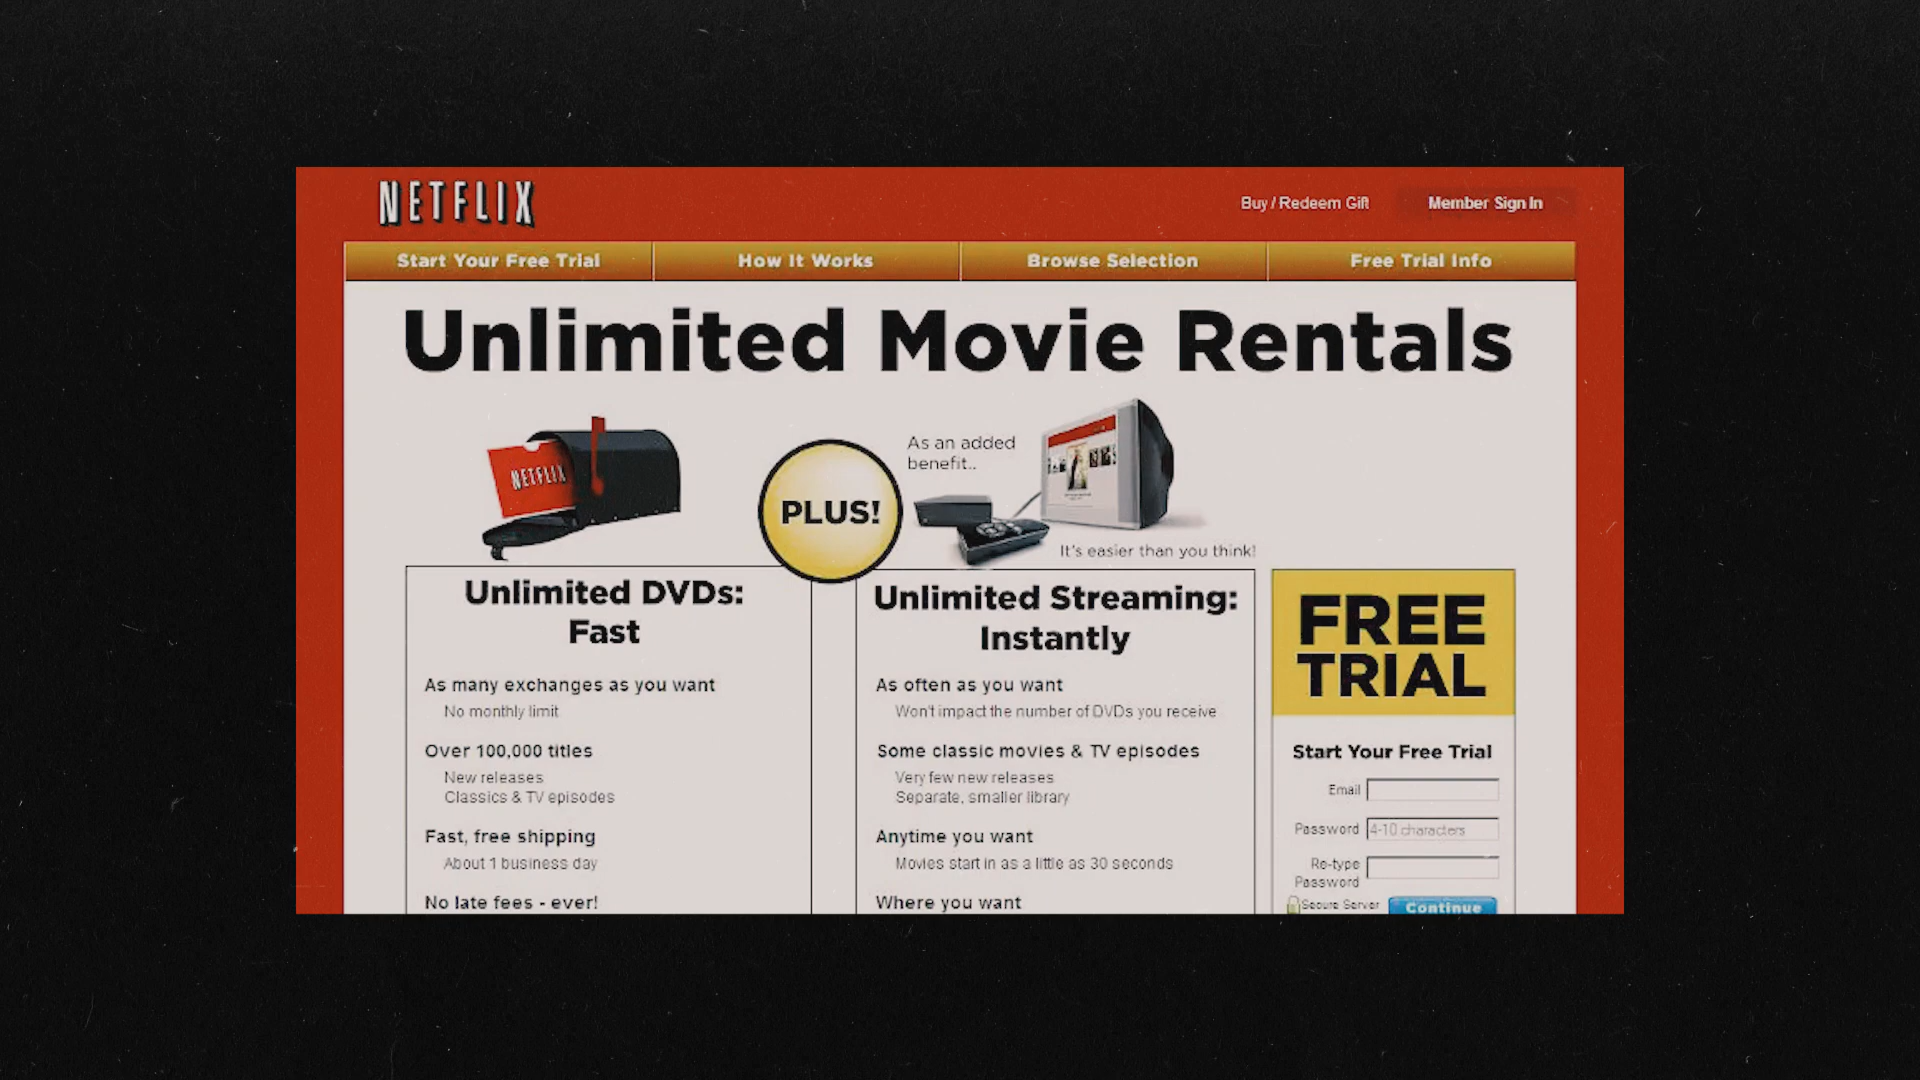 NETFLIX
Buy / Redeem Gift
Member Sign In
Start Your Free Trial
How It Works
Browse Selection
Free Trial Info
Unlimited Movie Rentals
NETFLIX
PLUS!
As an added
benefit..
It's easier than you think!
Unlimited DVDs:
Fast
As many exchanges as you want
No monthly limit
Over 100,000 titles
New releases
Classics & TV episodes
Fast, free shipping
About 1 business day
No late fees - ever!
Unlimited Streaming:
Instantly
As often as you want
Won't impact the number of DVDs you receive
Some classic movies & TV episodes
Very few new releases
Separate, smaller library
Anytime you want
Movies start in as a little as 30 seconds
Where you want
FREE
TRIAL
Start Your Free Trial
Email
Password
4-10 characters
Re-type
Password
Secure Server
Continue